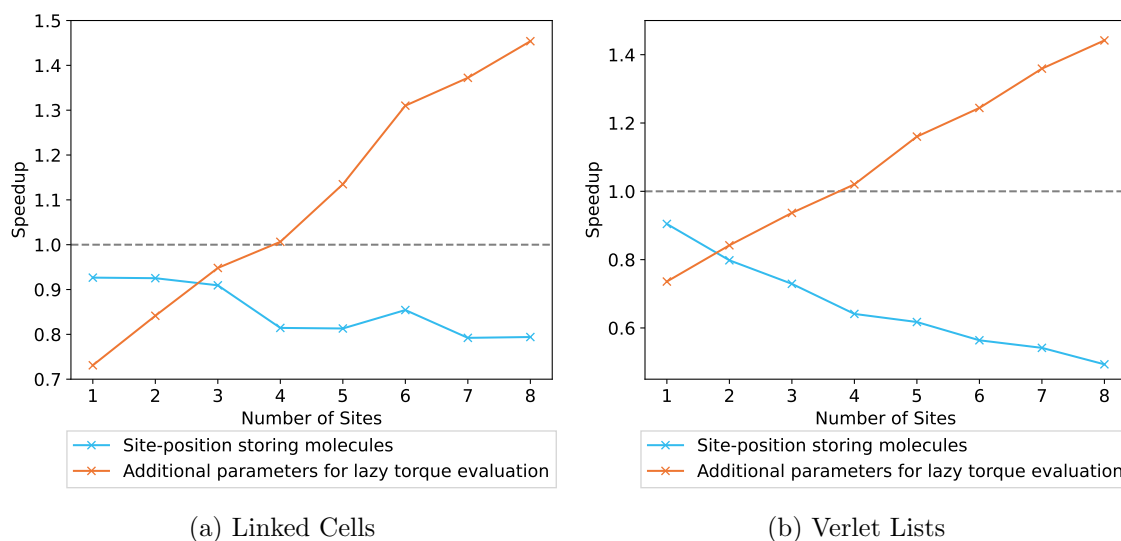 1.5
1.4
1.3
1.2
1.1
1.0
0.9
0.8
0.7
Speedup
1 2 3 4 5 6 7 8
Number of Sites
Site-position storing molecules
Additional parameters for lazy torque evaluation
(a) Linked Cells
1.4
1.2
1.0
0.8
0.6
Speedup
1 2 3 4 5 6 7 8
Number of Sites
Site-position storing molecules
Additional parameters for lazy torque evaluation
(b) Verlet Lists